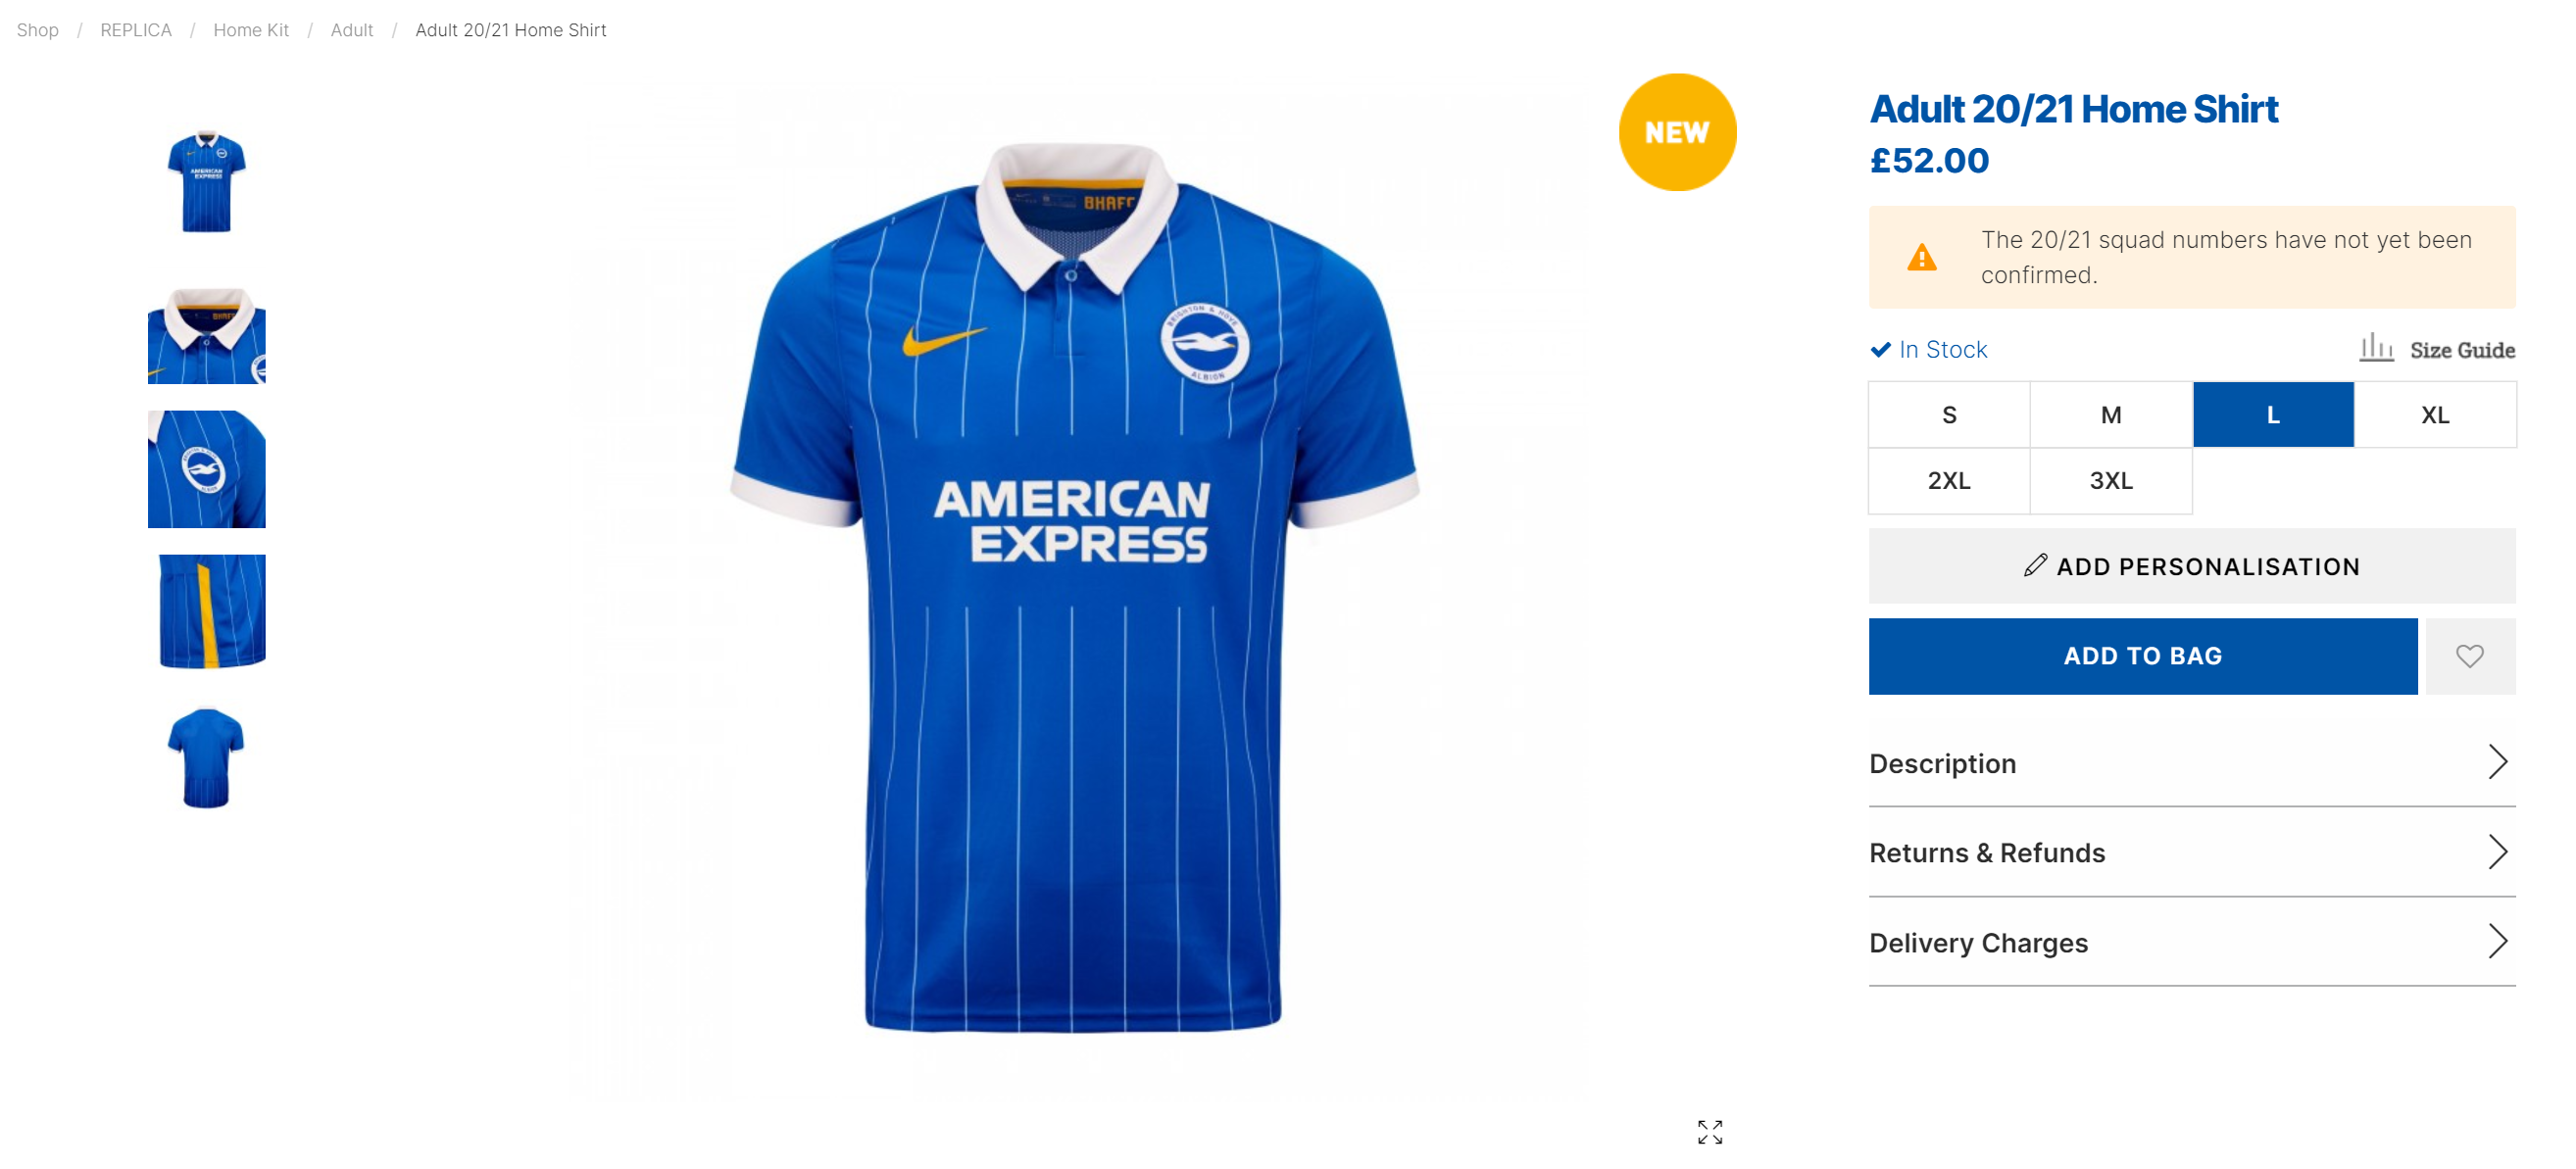 Shop / REPLICA / Home Kit / Adult / Adult 20/21 Home Shirt
NEW
BHAFC
BRIGHTON & HOVE
ALBION
AMERICAN
EXPRESS
AMERICAN
EXPRESS
Adult 20/21 Home Shirt
£52.00
The 20/21 squad numbers have not yet been
confirmed.
In Stock
Size Guide
S M L XL
2XL 3XL
ADD PERSONALISATION
ADD TO BAG
Description
Returns & Refunds
Delivery Charges